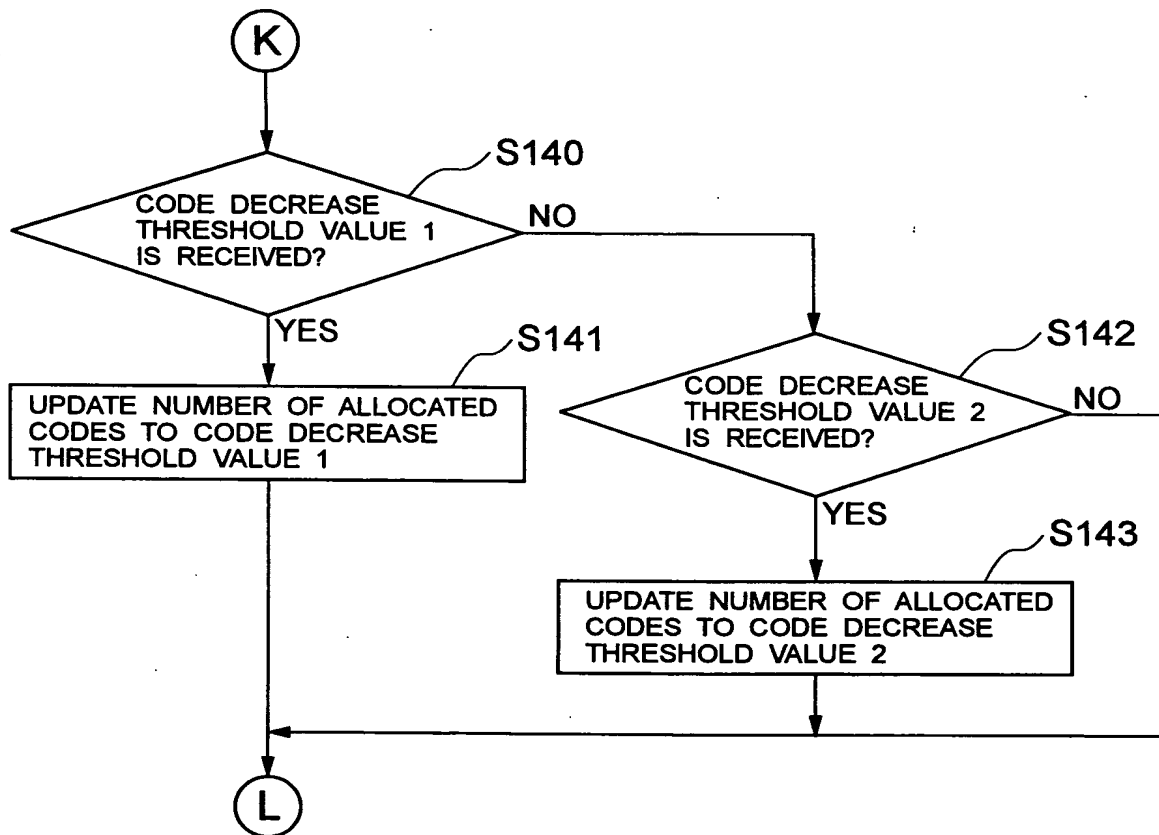 K
S140
CODE DECREASE
THRESHOLD VALUE 1
IS RECEIVED?
NO
YES
S141
UPDATE NUMBER OF ALLOCATED
CODES TO CODE DECREASE
THRESHOLD VALUE 1
S142
CODE DECREASE
THRESHOLD VALUE 2
IS RECEIVED?
NO
YES
S143
UPDATE NUMBER OF ALLOCATED
CODES TO CODE DECREASE
THRESHOLD VALUE 2
L